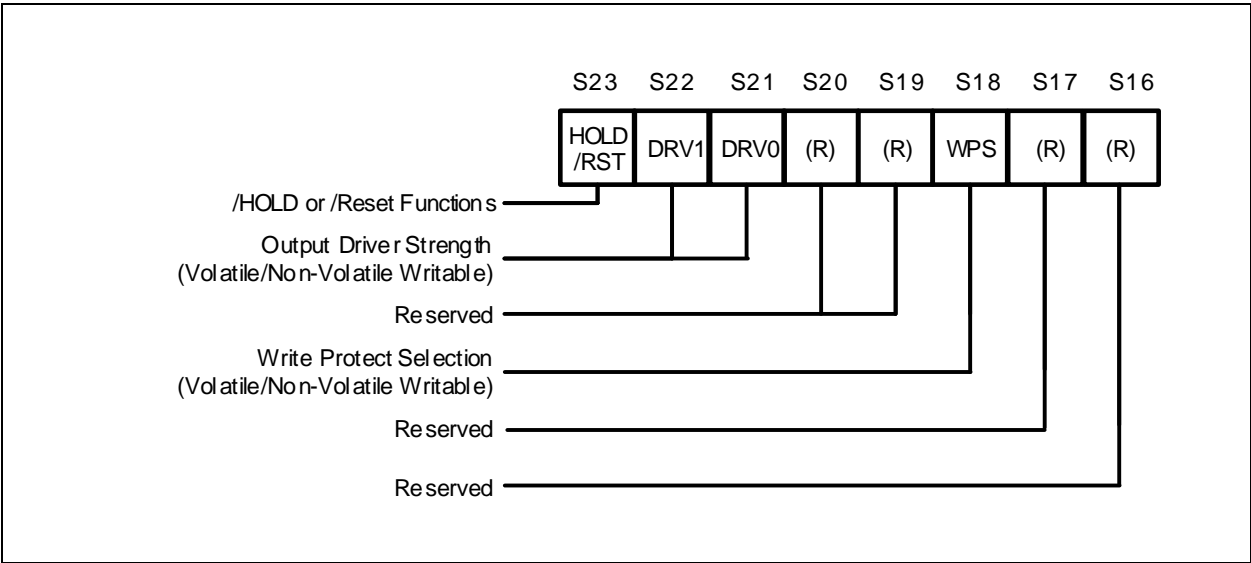 S23 S22 S21 S20 S19 S18 S17 S16
HOLD
/RST DRV1 DRV0 (R) (R) WPS (R) (R)
/HOLD or /Reset Functions
Output Driver Strength
(Volatile/Non-Volatile Writable)
Reserved
Write Protect Selection
(Volatile/Non-Volatile Writable)
Reserved
Reserved